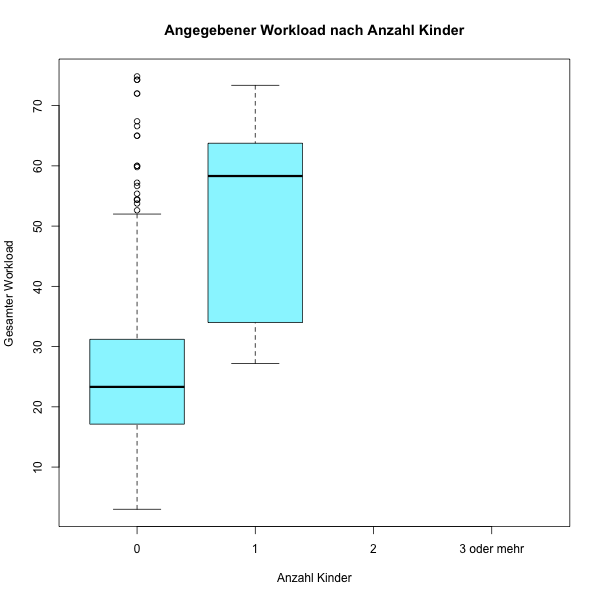 Angegebener Workload nach Anzahl Kinder
Gesamter Workload
70
60
50
40
30
20
10
0 1 2 3 oder mehr
Anzahl Kinder